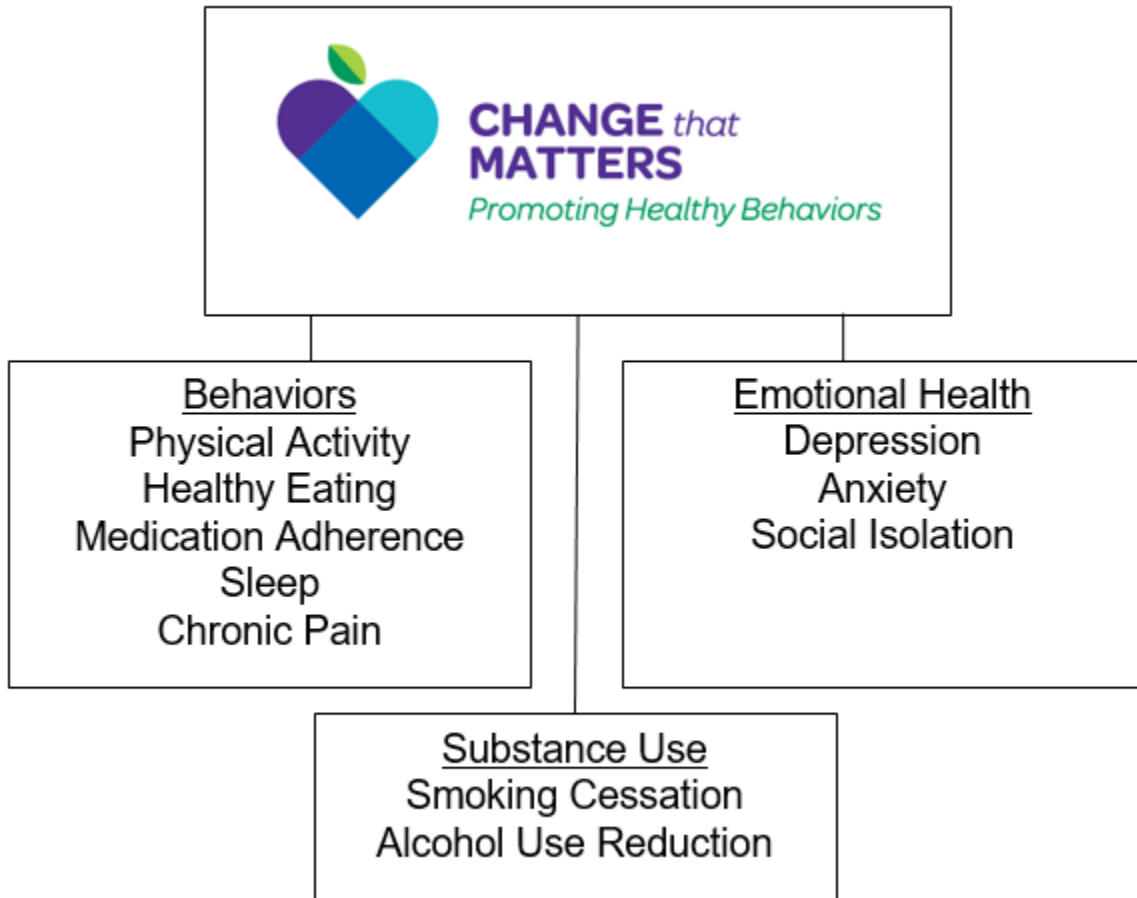 CHANGE that
MATTERS
Promoting Healthy Behaviors
Behaviors
Physical Activity
Healthy Eating
Medication Adherence
Sleep
Chronic Pain
Emotional Health
Depression
Anxiety
Social Isolation
Substance Use
Smoking Cessation
Alcohol Use Reduction